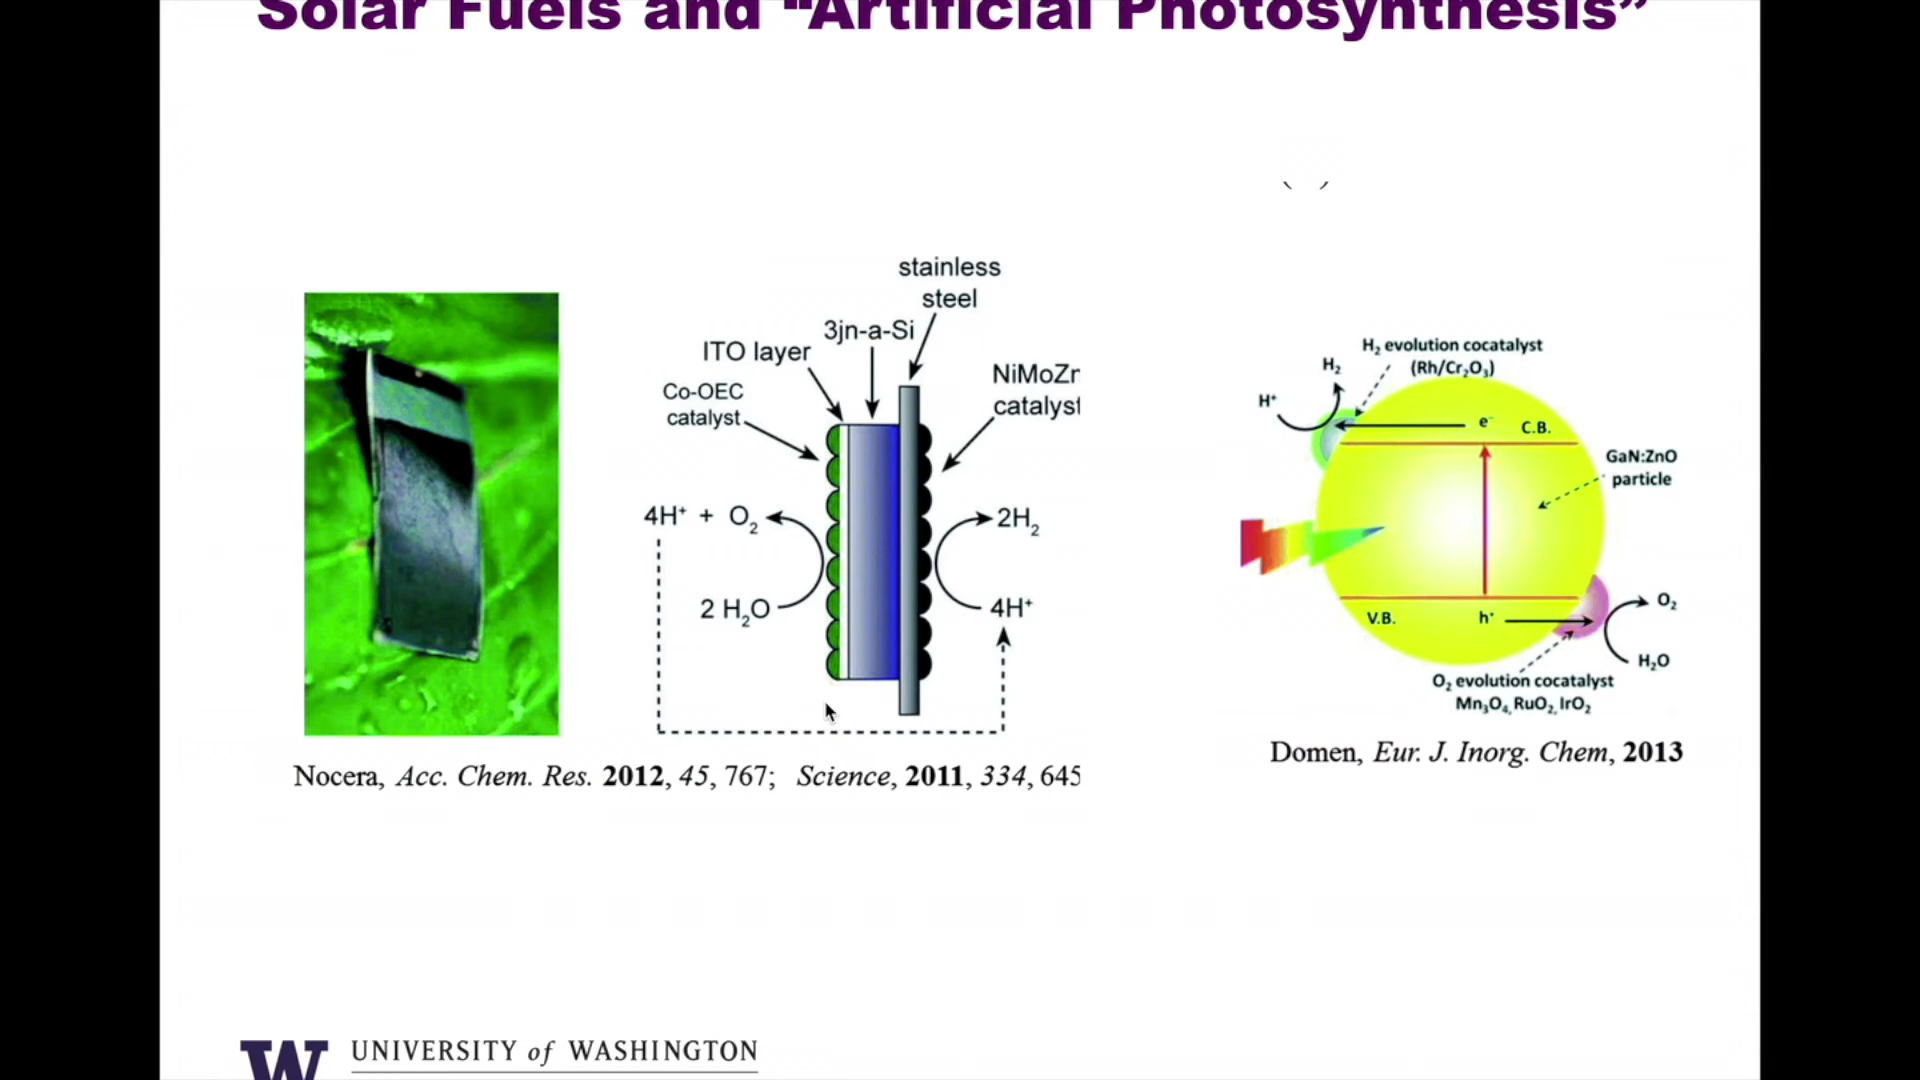 Solar Fuels and "Artificial Photosynthesis"
stainless
steel
3jn-a-Si
ITO layer
Co-OEC
catalyst
NiMoZn
catalyst
4H⁺ + O₂
2H₂
2 H₂O
4H⁺
Nocera, Acc. Chem. Res. 2012, 45, 767; Science, 2011, 334, 645
H₂ evolution cocatalyst
(Rh/Cr₂O₃)
H₂
H⁺
e⁻
C.B.
GaN:ZnO
particle
V.B.
h⁺
O₂
H₂O
O₂ evolution cocatalyst
Mn₃O₄, RuO₂, IrO₂
Domen, Eur. J. Inorg. Chem, 2013
W
UNIVERSITY of WASHINGTON